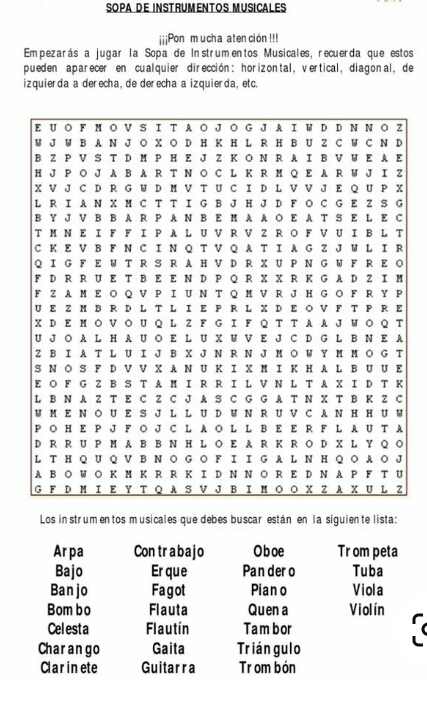 SOPA DE INSTRUMENTOS MUSICALES
¡¡¡Pon mucha atención!!!
Empezarás a jugar la Sopa de Instrumentos Musicales, recuerda que estos
pueden aparecer en cualquier dirección: horizontal, vertical, diagonal, de
izquierda a derecha, de derecha a izquierda, etc.
E U O F M O V S I T A O J O G J A I W D D N N O Z
W J W B A N J O X O D H K H L R H B U Z C W C N D
B Z P V S T D M P H E J Z K O N R A I B V W E A E
H J P O J A B A R T N O C L K R M Q E A R W J I Z
X V J C D R G W D M V T U C I D L V V J E Q U P X
L R I A N X M C T T I G B J H J D F O C G E Z S G
B Y J V B B A R P A N B E M A A O E A T S E L E C
T M N E I F F I P A L U V R V Z R O F V U I B L T
C K E V B F N C I N Q T V Q A T I A G Z J W L I R
Q I G F E W T R S R A H V D R X U P N G W F R E O
F D R R U E T B E E N D P Q R X X R K G A D Z I M
F Z A M E O Q V P I U N T Q M V R J H G O F R Y P
U E Z M B R D L T L I E P R L X D E O V F T P R E
X D E M O V O U Q L Z F G I F Q T T A A J W O Q T
U J O A L H A U O E L U X W V E J C D G L B N E A
Z B I A T L U I J B X J N R N J M O W Y M M O G T
S N O S F D V V X A N U K I X M I K H A L B U U E
E O F G Z B S T A M I R R I L V N L T A X I D T K
L B N A Z T E C Z C J A S C G G A T N X T B K Z C
W M E N O U E S J L L U D W N R U V C A N H H U W
P O H E P J F O J C L A O L L B E E R F L A U T A
D R R U P M A B B N H L O E A R K R O D X L Y Q O
L T H Q U Q V B N O G O F I I G A L N H Q O A O J
A B O W O K M K R R K I D N N O R E D N A P F T U
G F D M I E Y T Q A S V J B I M O O X Z A X U L Z
Los instrumentos musicales que debes buscar están en la siguiente lista:
Arpa Contrabajo Oboe Trompeta
Bajo Erque Pandero Tuba
Banjo Fagot Piano Viola
Bombo Flauta Quena Violín
Celesta Flautín Tambor
Charango Gaita Triángulo
Clarinete Guitarra Trombón